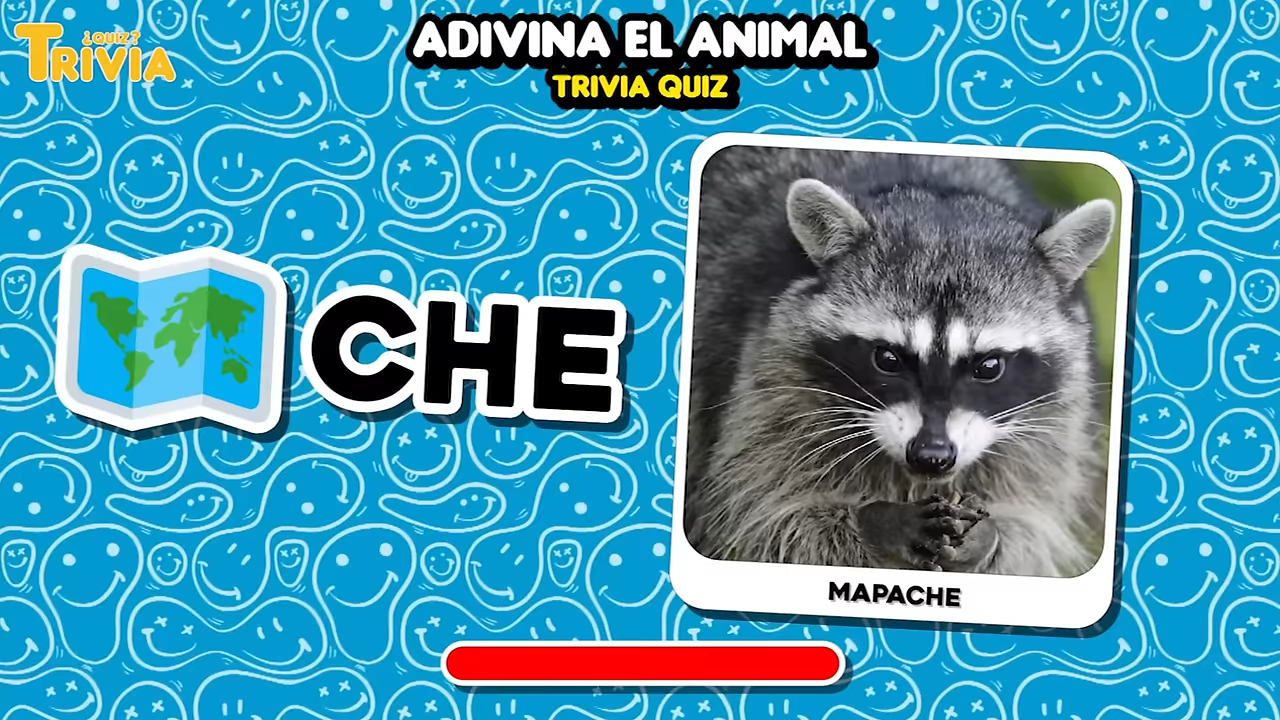 ¿QUIZ?
TRIVIA
ADIVINA EL ANIMAL
TRIVIA QUIZ
CHE
MAPACHE